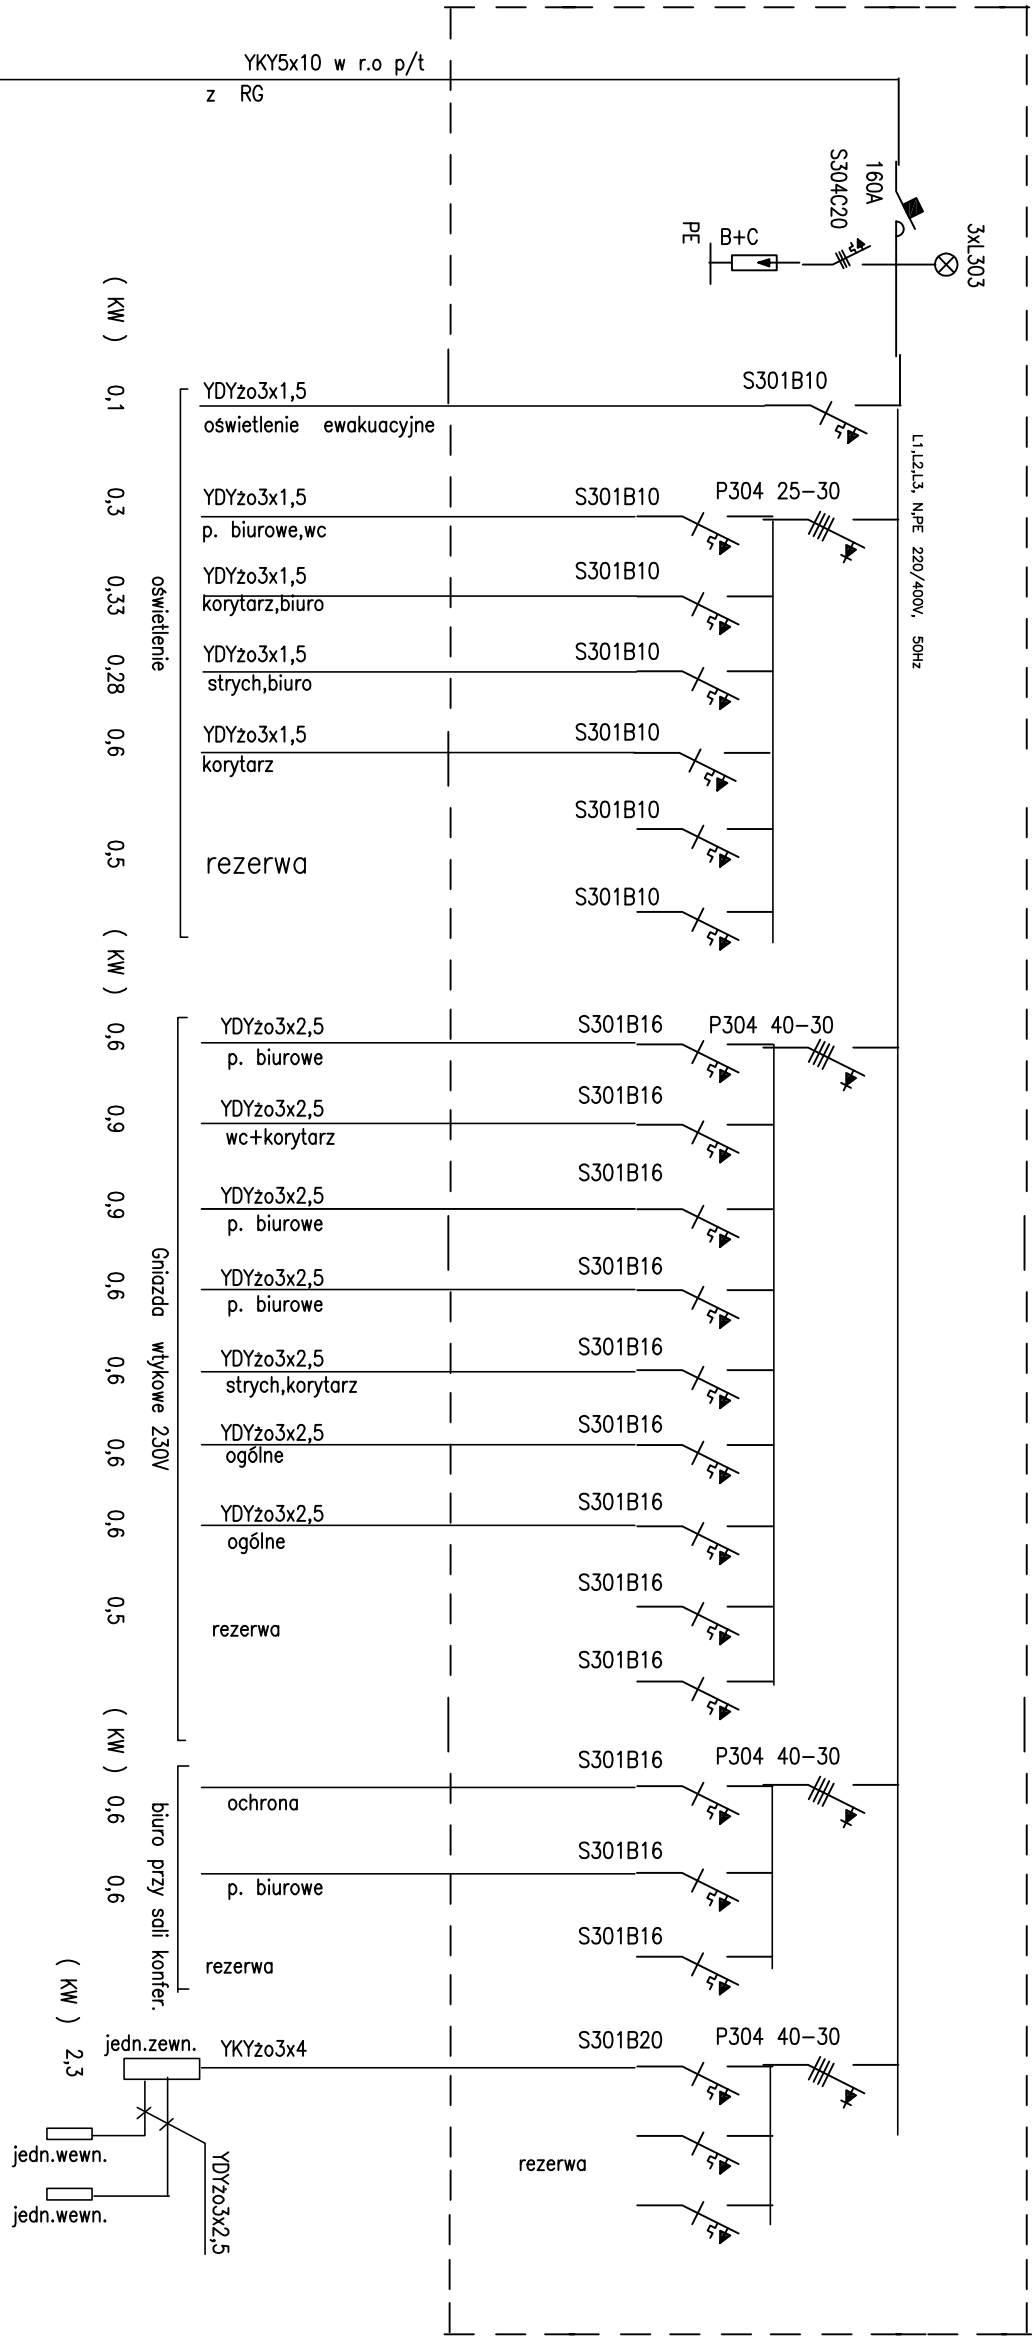 YKY5x10 w r.o p/t
z RG
160A
S304C20
3xL303
PE
B+C
( KW )
0,1
YDYżo3x1,5
oświetlenie ewakuacyjne
S301B10
L1,L2,L3, N,PE 220/400V, 50Hz
0,3
YDYżo3x1,5
p. biurowe,wc
S301B10
P304 25-30
0,33
oświetlenie
YDYżo3x1,5
korytarz,biuro
S301B10
0,28
YDYżo3x1,5
strych,biuro
S301B10
0,6
YDYżo3x1,5
korytarz
S301B10
S301B10
0,5
rezerwa
S301B10
( KW )
0,6
YDYżo3x2,5
p. biurowe
S301B16
P304 40-30
0,9
YDYżo3x2,5
wc+korytarz
S301B16
0,9
YDYżo3x2,5
p. biurowe
S301B16
Gniazda wtykowe 230V
0,6
YDYżo3x2,5
p. biurowe
S301B16
0,6
YDYżo3x2,5
strych,korytarz
S301B16
0,6
YDYżo3x2,5
ogólne
S301B16
0,6
YDYżo3x2,5
ogólne
S301B16
0,5
S301B16
rezerwa
S301B16
( KW )
0,6
ochrona
S301B16
P304 40-30
biuro przy sali konfer.
0,6
p. biurowe
S301B16
rezerwa
S301B16
( KW )
2,3
jedn.zewn.
YKYżo3x4
S301B20
P304 40-30
jedn.wewn.
rezerwa
YDYżo3x2,5
jedn.wewn.